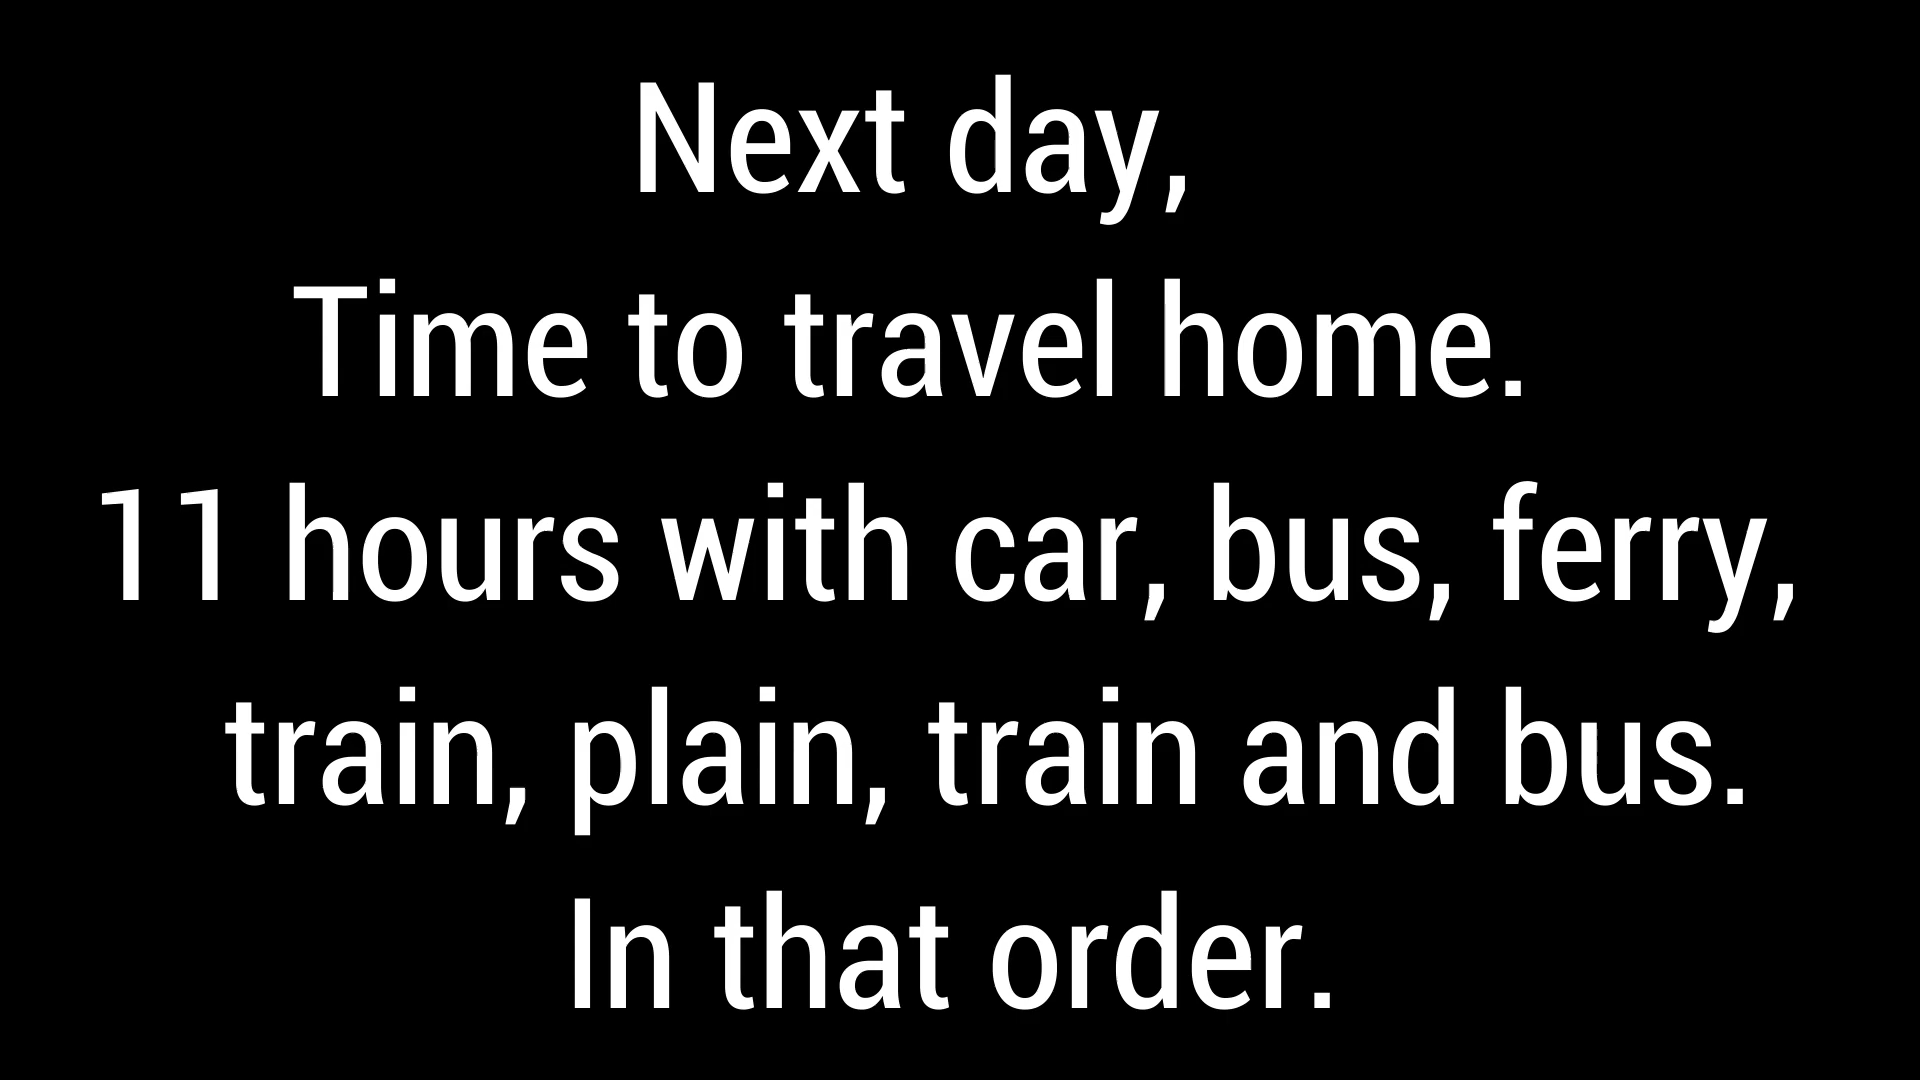 Next day,
Time to travel home.
11 hours with car, bus, ferry,
train, plain, train and bus.
In that order.